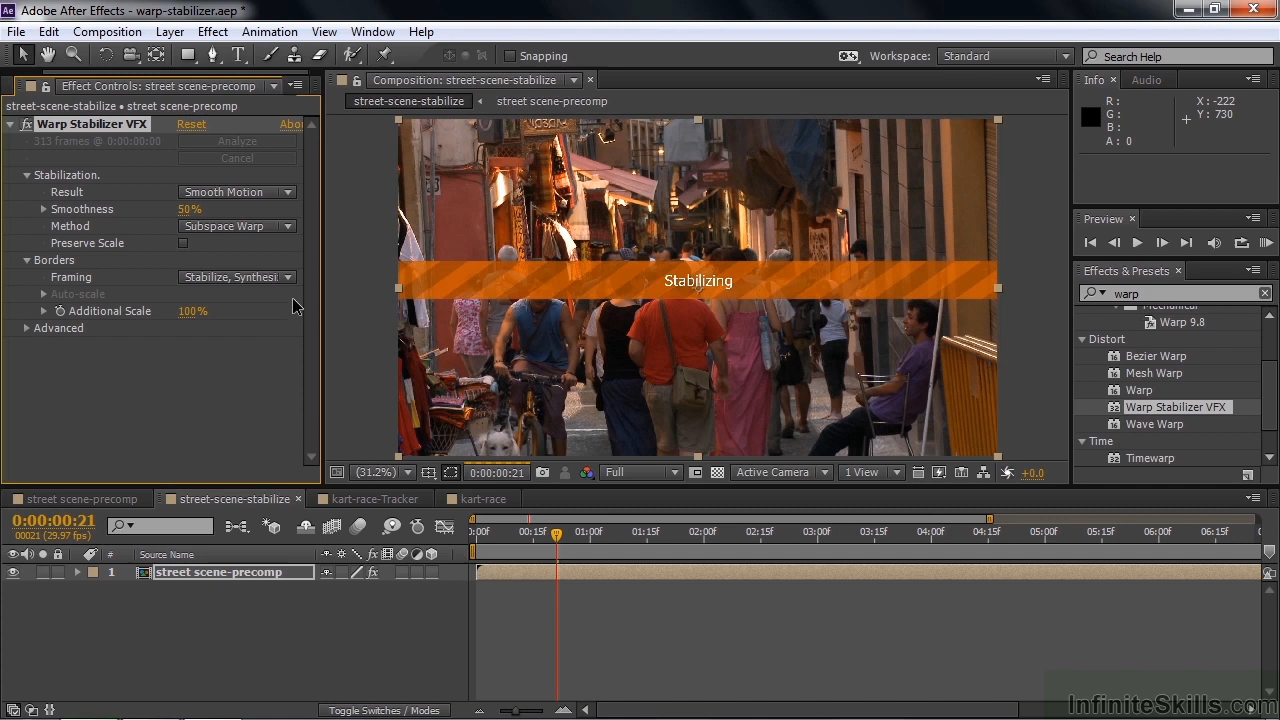 Adobe After Effects - warp-stabilizer.aep *
File Edit Composition Layer Effect Animation View Window Help
Snapping
Workspace: Standard
Search Help
Effect Controls: street scene-precomp
street-scene-stabilize • street scene-precomp
fx Warp Stabilizer VFX Reset Abo
313 frames @ 0:00:00:00 Analyze
Cancel
Stabilization.
Result Smooth Motion
Smoothness 50%
Method Subspace Warp
Preserve Scale
Borders
Framing Stabilize, Synthesi
Auto-scale
Additional Scale 100%
Advanced
Composition: street-scene-stabilize
street-scene-stabilize street scene-precomp
Stabilizing
(31.2%) 0:00:00:21 Full Active Camera 1 View +0.0
Info Audio
R: X: -222
G: Y: 730
B:
A: 0
Preview
Effects & Presets
warp
Warp 9.8
Distort
Bezier Warp
Mesh Warp
Warp
Warp Stabilizer VFX
Wave Warp
Time
Timewarp
street scene-precomp street-scene-stabilize kart-race-Tracker kart-race
0:00:00:21
00021 (29.97 fps)
# Source Name
1 street scene-precomp
:00f 00:15f 01:00f 01:15f 02:00f 02:15f 03:00f 03:15f 04:00f 04:15f 05:00f 05:15f 06:00f 06:15f
Toggle Switches / Modes
InfiniteSkills.com